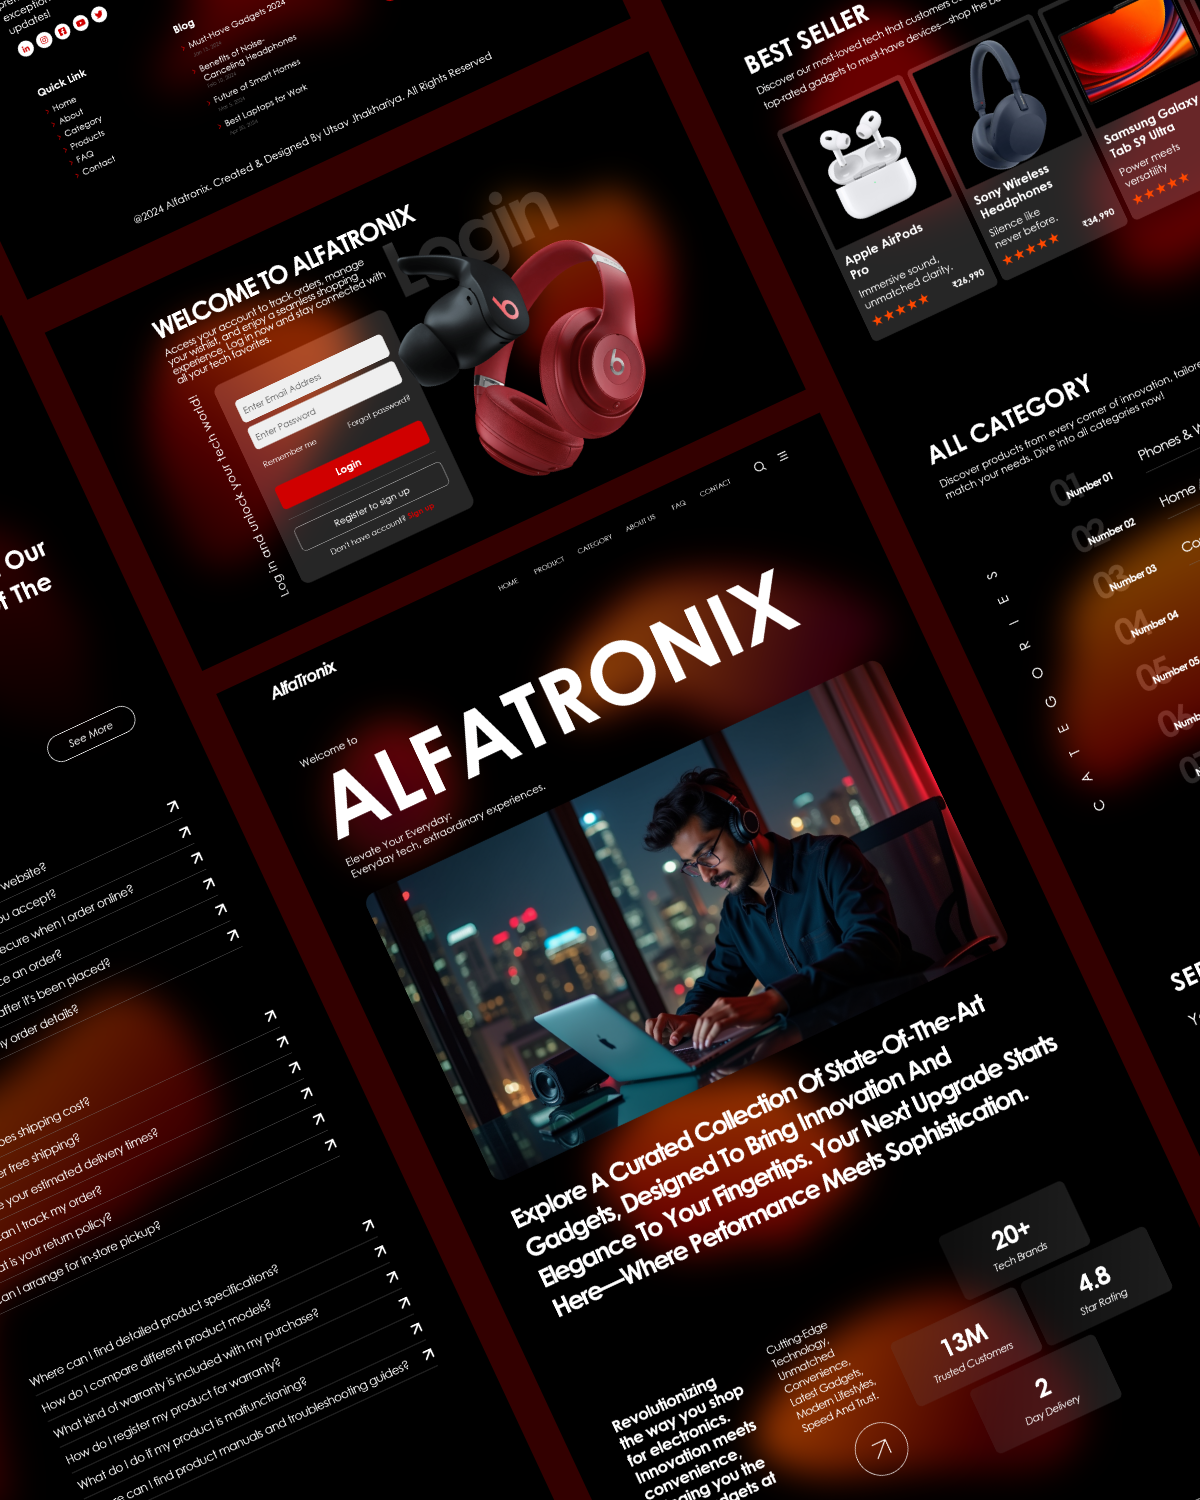 exception
updates!
Quick Link
Home
About
Category
Products
FAQ
Contact
Blog
Must-Have Gadgets 2024
Benefits of Noise-
Canceling Headphones
Future of Smart Homes
Best Laptops for Work
@2024 Alfatronix. Created & Designed By Utsav Jhakhariya. All Rights Reserved
Our
of The
See More
website?
ou accept?
ecure when I order online?
ce an order?
after it's been placed?
y order details?
oes shipping cost?
er free shipping?
e your estimated delivery times?
can I track my order?
at is your return policy?
an I arrange for in-store pickup?
Where can I find detailed product specifications?
How do I compare different product models?
What kind of warranty is included with my purchase?
How do I register my product for warranty?
What do I do if my product is malfunctioning?
re can I find product manuals and troubleshooting guides?
Login
WELCOME TO ALFATRONIX
Access your account to track orders, manage
your wishlist, and enjoy a seamless shopping
experience. Log in now and stay connected with
all your tech favorites.
Log in and unlock your tech world!
Enter Email Address
Enter Password
Remember me
Forgot password?
Login
Register to sign up
Don't have account? Sign up
AlfaTronix
HOME
PRODUCT
CATEGORY
ABOUT US
FAQ
CONTACT
Welcome to
ALFATRONIX
Elevate Your Everyday:
Everyday tech, extraordinary experiences.
Explore A Curated Collection Of State-Of-The-Art
Gadgets, Designed To Bring Innovation And
Elegance To Your Fingertips. Your Next Upgrade Starts
Here—Where Performance Meets Sophistication.
20+
Tech Brands
4.8
Star Rating
13M
Trusted Customers
2
Day Delivery
Cutting-Edge
Technology,
Unmatched
Convenience,
Latest Gadgets,
Modern Lifestyles,
Speed And Trust.
Revolutionizing
the way you shop
for electronics.
Innovation meets
convenience,
ging you the
dgets at
BEST SELLER
Discover our most-loved tech that customers
top-rated gadgets to must-have devices—shop the
Apple AirPods
Pro
Immersive sound,
unmatched clarity.
₹26,990
Sony Wireless
Headphones
Silence like
never before.
₹34,990
Samsung Galaxy
Tab S9 Ultra
Power meets
versatility
ALL CATEGORY
Discover products from every corner of innovation,
match your needs. Dive into all categories now!
CATEGORIES
01
Number 01
Phones & W
02
Number 02
Home
03
Number 03
Ca
04
Number 04
05
Number 05
06
Numb
SE